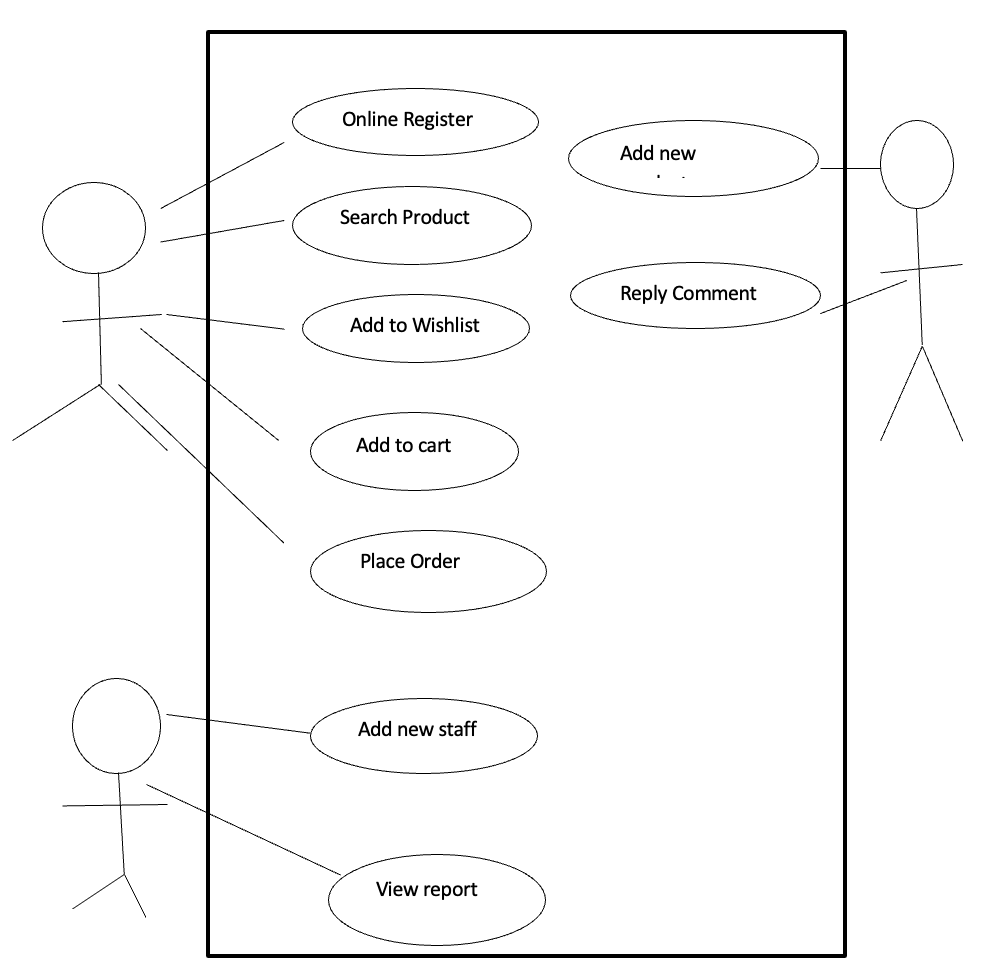 Online Register
Add new
Search Product
Reply Comment
Add to Wishlist
Add to cart
Place Order
Add new staff
View report